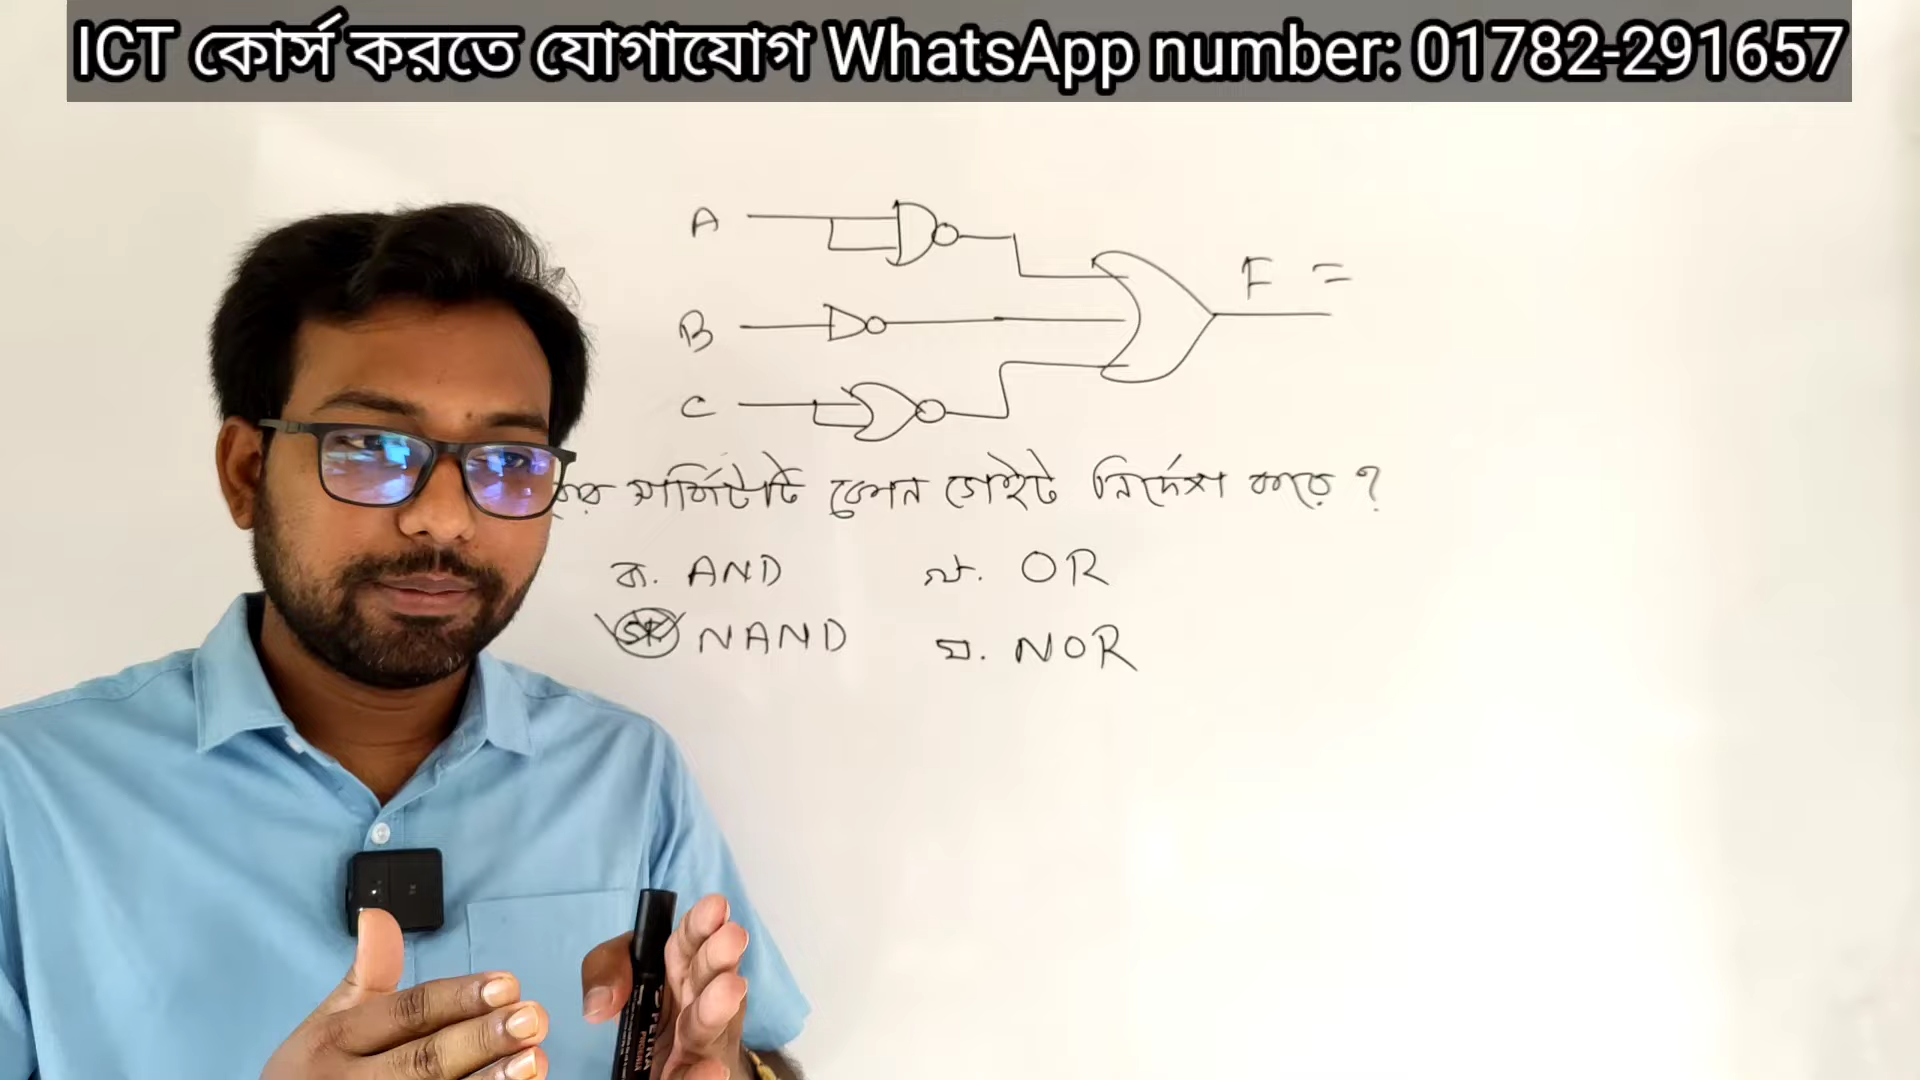 ICT কোর্স করতে যোগাযোগ WhatsApp number: 01782-291657
A
F =
B
C
সার্কিটটি কোন গেইট নির্দেশ করে ?
ক. AND খ. OR
গ NAND ঘ. NOR